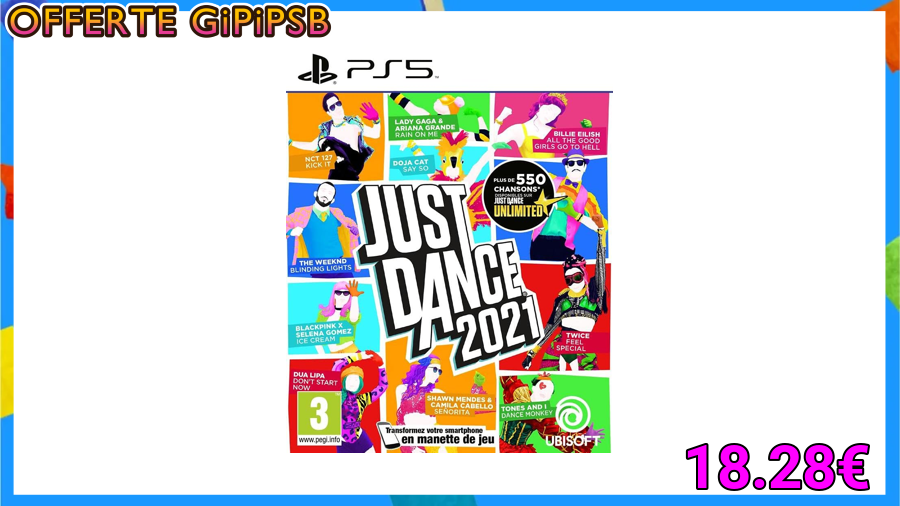 OFFERTE GiPiPSB
PS5
NCT 127
KICK IT
LADY GAGA &
ARIANA GRANDE
RAIN ON ME
DOJA CAT
SAY SO
BILLIE EILISH
ALL THE GOOD
GIRLS GO TO HELL
PLUS DE 550
CHANSONS*
DISPONIBLES SUR
JUST DANCE
UNLIMITED
THE WEEKND
BLINDING LIGHTS
JUST
DANCE
2021
BLACKPINK X
SELENA GOMEZ
ICE CREAM
TWICE
FEEL
SPECIAL
DUA LIPA
DON'T START
NOW
SHAWN MENDES &
CAMILA CABELLO
SEÑORITA
TONES AND I
DANCE MONKEY
3
www.pegi.info
Transformez votre smartphone
en manette de jeu
UBISOFT
18.28€